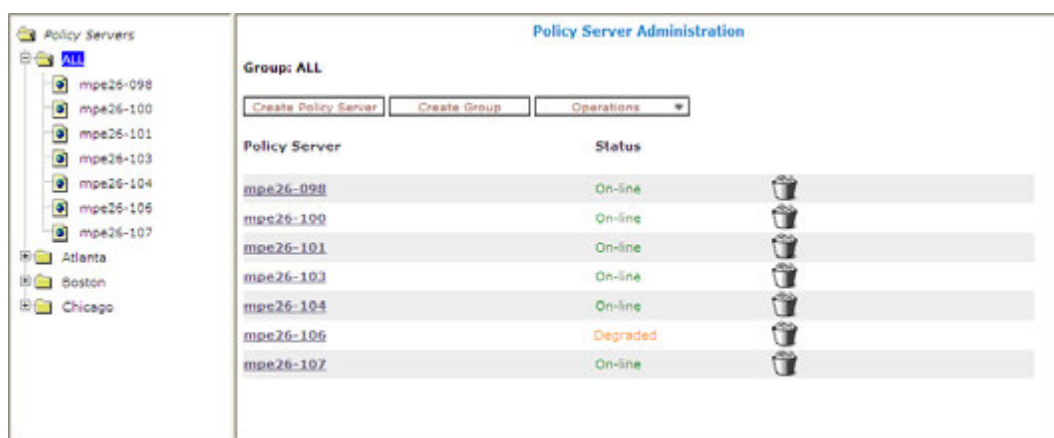 Policy Servers
ALL
mpe26-098
mpe26-100
mpe26-101
mpe26-103
mpe26-104
mpe26-106
mpe26-107
Atlanta
Boston
Chicago
Policy Server Administration
Group: ALL
Create Policy Server Create Group Operations
Policy Server Status
mpe26-098 On-line
mpe26-100 On-line
mpe26-101 On-line
mpe26-103 On-line
mpe26-104 On-line
mpe26-106 Degraded
mpe26-107 On-line